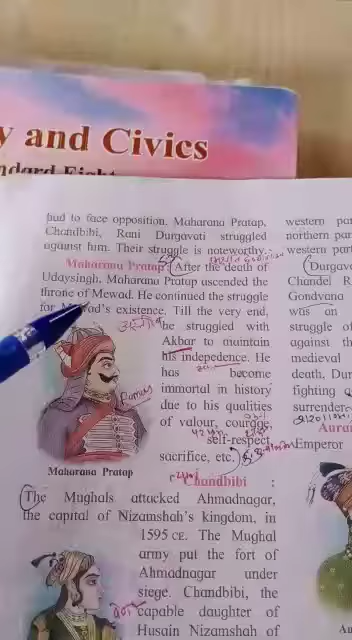 y and Civics
had to face opposition. Maharana Pratap,
Chandbibi, Rani Durgavati struggled
against him. Their struggle is noteworthy.
Maharana Pratap : After the death of
Udaysingh, Maharana Pratap ascended the
throne of Mewad. He continued the struggle
for Mewad's existence. Till the very end,
he struggled with
Akbar to maintain
his indepedence. He
has become
immortal in history
due to his qualities
of valour, courage,
self-respect,
sacrifice, etc.
Maharana Pratap
Chandbibi :
The Mughals attacked Ahmadnagar,
the capital of Nizamshah's kingdom, in
1595 CE. The Mughal
army put the fort of
Ahmadnagar under
siege. Chandbibi, the
capable daughter of
Husain Nizamshah of
western par
northern par
western part
Durgav
Chandel R
Gondvana
was an
struggle of
against th
medieval
death, Dur
fighting
surrender
Aura
Emperor